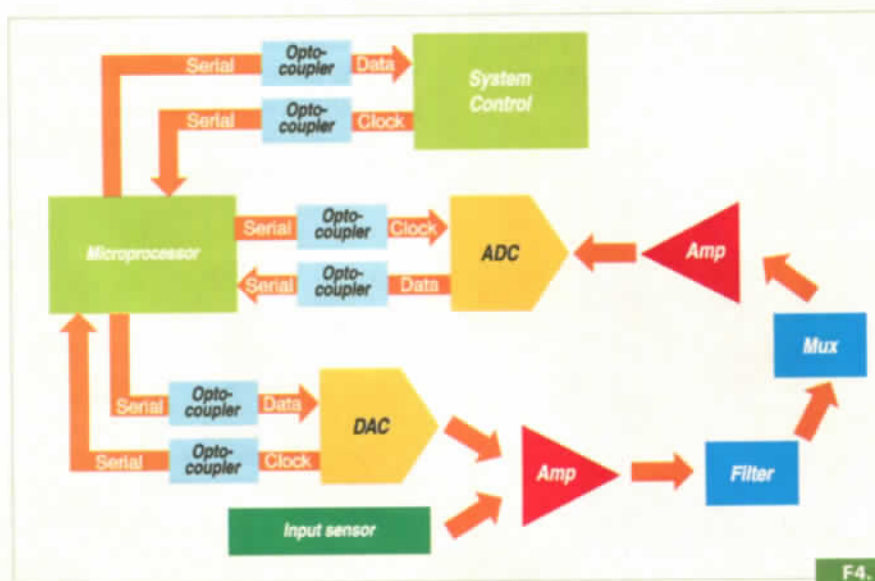 Serial
Opto-
coupler
Data
System
Control
Serial
Opto-
coupler
Clock
Microprocessor
Serial
Opto-
coupler
Clock
ADC
Amp
Serial
Opto-
coupler
Data
Mux
Serial
Opto-
coupler
Data
DAC
Serial
Opto-
coupler
Clock
Amp
Filter
Input sensor
F4.